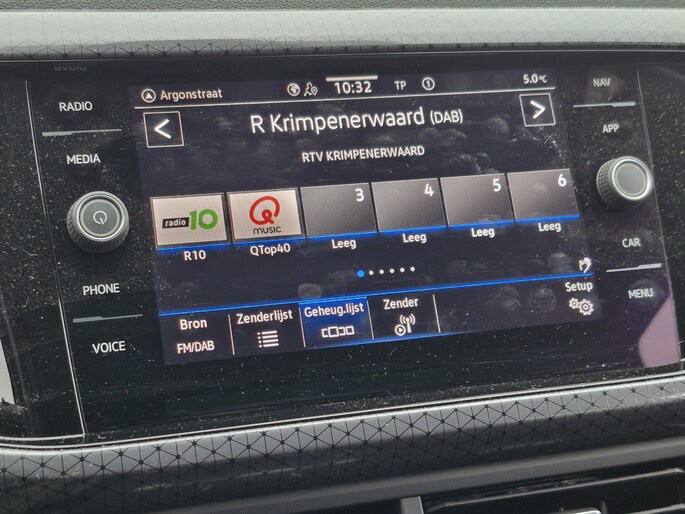 Argonstraat 10:32 TP 1 5.0°C
RADIO
MEDIA
PHONE
VOICE
R Krimpenerwaard (DAB)
RTV KRIMPENERWAARD
radio 10
Q MUSIC
3
4
5
6
R10
QTop40
Leeg
Leeg
Leeg
Leeg
Bron
FM/DAB
Zenderlijst
Geheug.lijst
Zender
Setup
NAV
APP
CAR
MENU